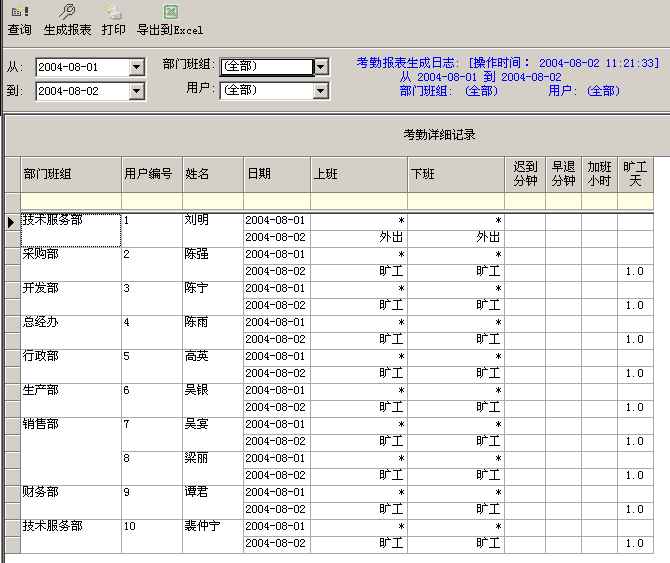 查询 生成报表 打印 导出到Excel
从: 2004-08-01 部门班组: (全部) 考勤报表生成日志: [操作时间: 2004-08-02 11:21:33]
从 2004-08-01 到 2004-08-02
到: 2004-08-02 用户: (全部) 部门班组: (全部) 用户: (全部)
考勤详细记录
部门班组 用户编号 姓名 日期 上班 下班 迟到分钟 早退分钟 加班小时 旷工天
技术服务部 1 刘明 2004-08-01 * *
2004-08-02 外出 外出
采购部 2 陈强 2004-08-01 * *
2004-08-02 旷工 旷工 1.0
开发部 3 陈宁 2004-08-01 * *
2004-08-02 旷工 旷工 1.0
总经办 4 陈雨 2004-08-01 * *
2004-08-02 旷工 旷工 1.0
行政部 5 高英 2004-08-01 * *
2004-08-02 旷工 旷工 1.0
生产部 6 吴银 2004-08-01 * *
2004-08-02 旷工 旷工 1.0
销售部 7 吴宴 2004-08-01 * *
2004-08-02 旷工 旷工 1.0
8 梁丽 2004-08-01 * *
2004-08-02 旷工 旷工 1.0
财务部 9 谭君 2004-08-01 * *
2004-08-02 旷工 旷工 1.0
技术服务部 10 裴仲宁 2004-08-01 * *
2004-08-02 旷工 旷工 1.0